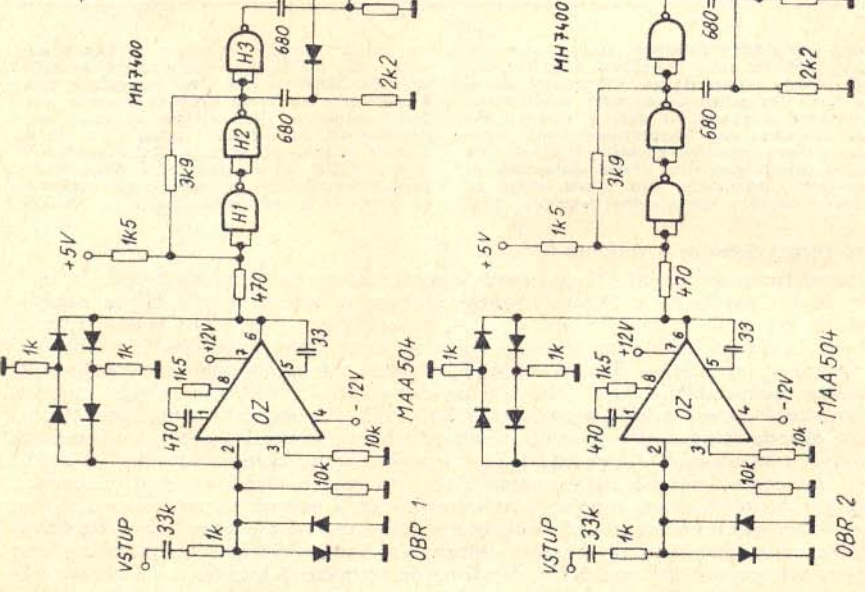 VSTUP
33k
1k
10k
10k
2
3
OZ
470
1
1k5
8
+12V
7
6
5
33
4
-12V
MAA504
1k
1k
+5V
1k5
470
3k9
H1
H2
H3
MH7400
680
680
2k2
2k2
OBR. 1
VSTUP
33k
1k
10k
10k
2
3
OZ
470
1
1k5
8
+12V
7
6
5
33
4
-12V
MAA504
1k
1k
+5V
1k5
470
3k9
MH7400
680
680
2k2
OBR. 2